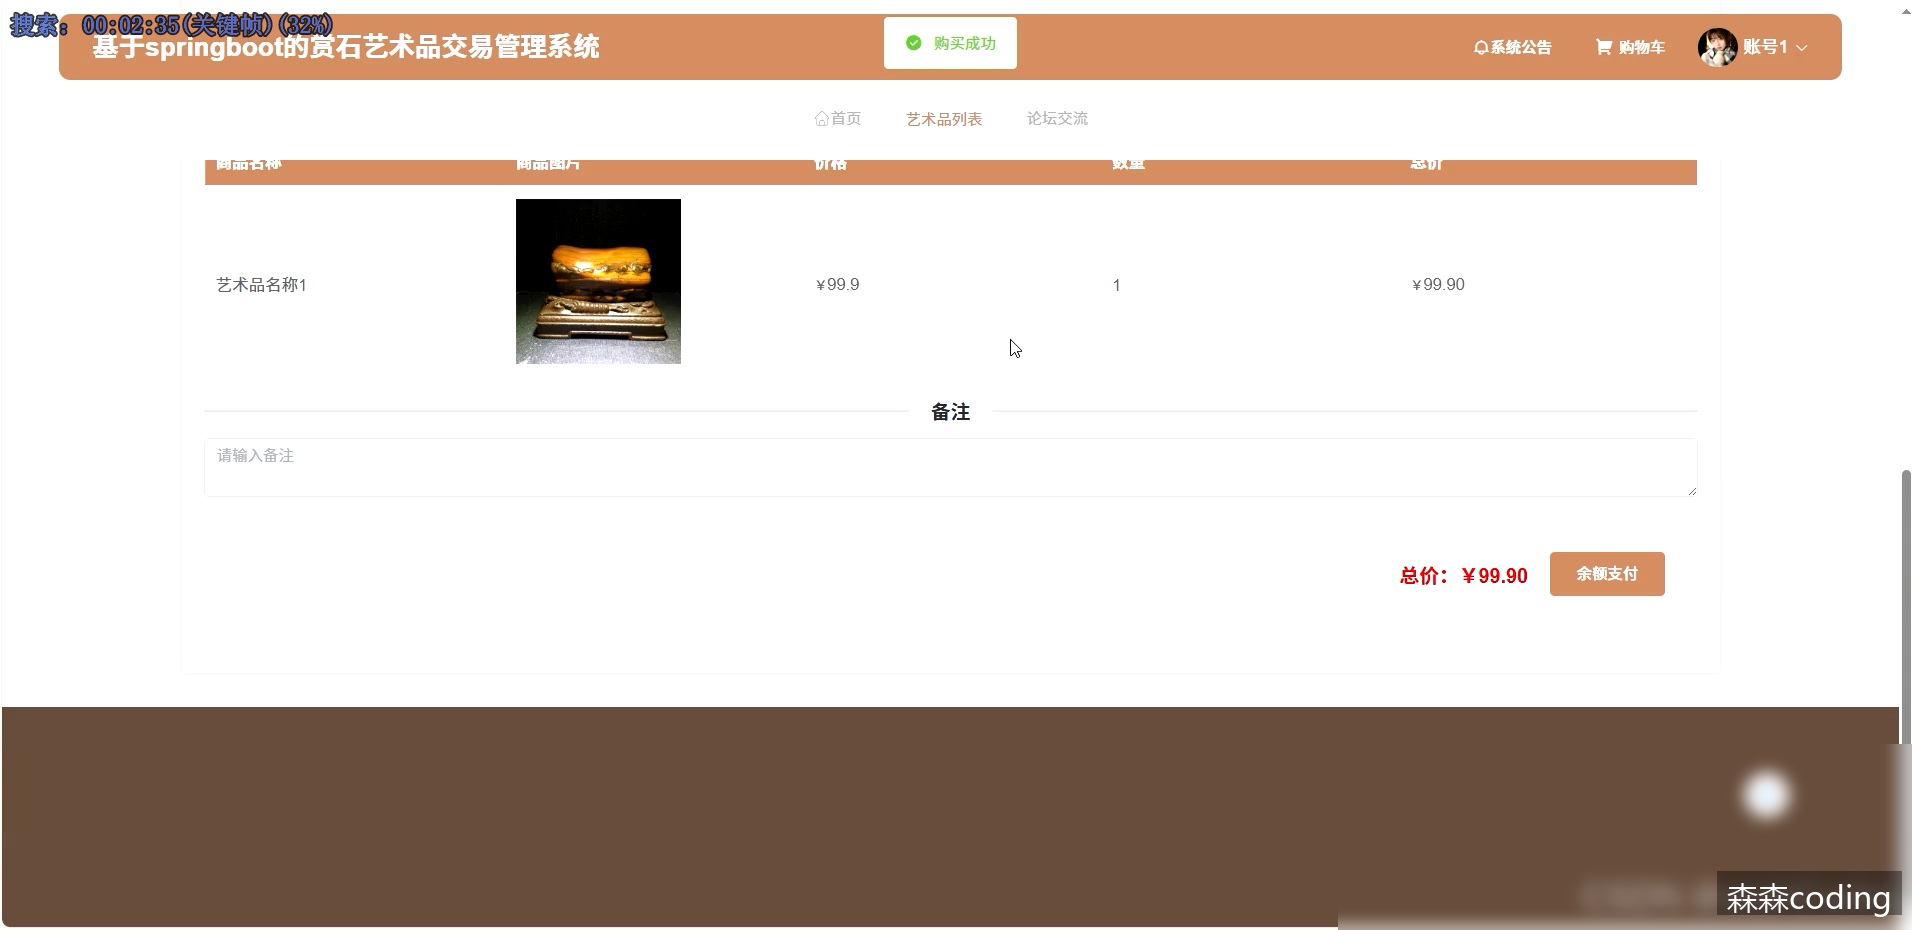 搜索: 00:02:35(关键帧)(32%)
基于springboot的赏石艺术品交易管理系统
购买成功
系统公告
购物车
账号1
首页
艺术品列表
论坛交流
商品名称
商品图片
价格
数量
总价
艺术品名称1
¥99.9
1
¥99.90
备注
请输入备注
总价：¥99.90
余额支付
森森coding